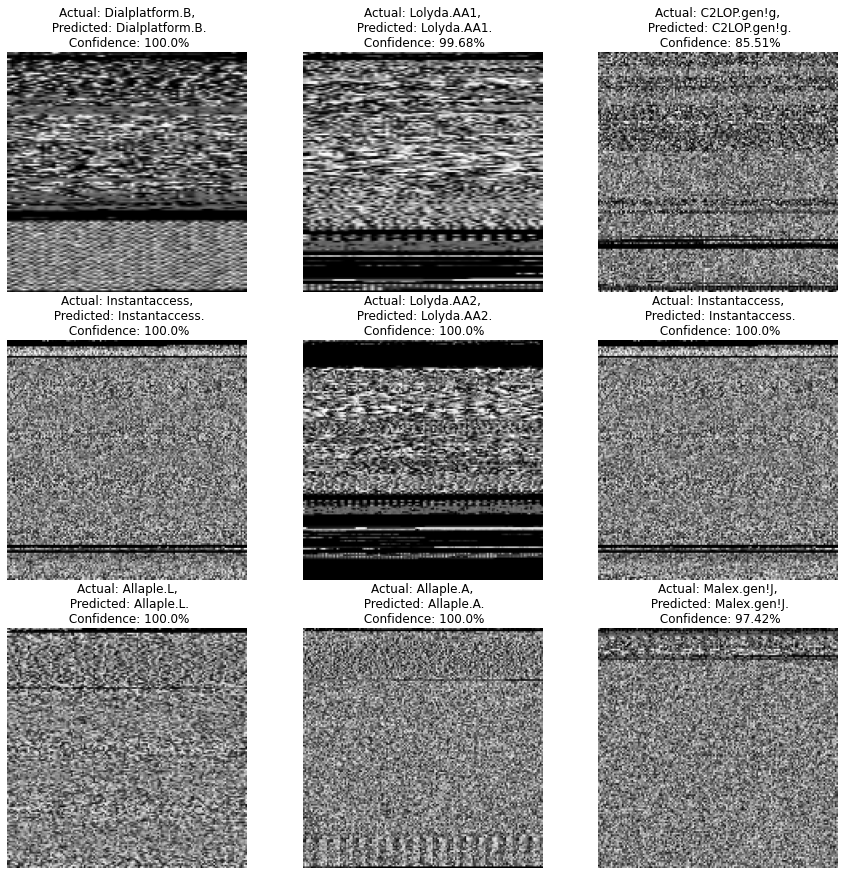 Actual: Dialplatform.B,
Predicted: Dialplatform.B.
Confidence: 100.0%
Actual: Lolyda.AA1,
Predicted: Lolyda.AA1.
Confidence: 99.68%
Actual: C2LOP.gen!g,
Predicted: C2LOP.gen!g.
Confidence: 85.51%
Actual: Instantaccess,
Predicted: Instantaccess.
Confidence: 100.0%
Actual: Lolyda.AA2,
Predicted: Lolyda.AA2.
Confidence: 100.0%
Actual: Instantaccess,
Predicted: Instantaccess.
Confidence: 100.0%
Actual: Allaple.L,
Predicted: Allaple.L.
Confidence: 100.0%
Actual: Allaple.A,
Predicted: Allaple.A.
Confidence: 100.0%
Actual: Malex.gen!J,
Predicted: Malex.gen!J.
Confidence: 97.42%